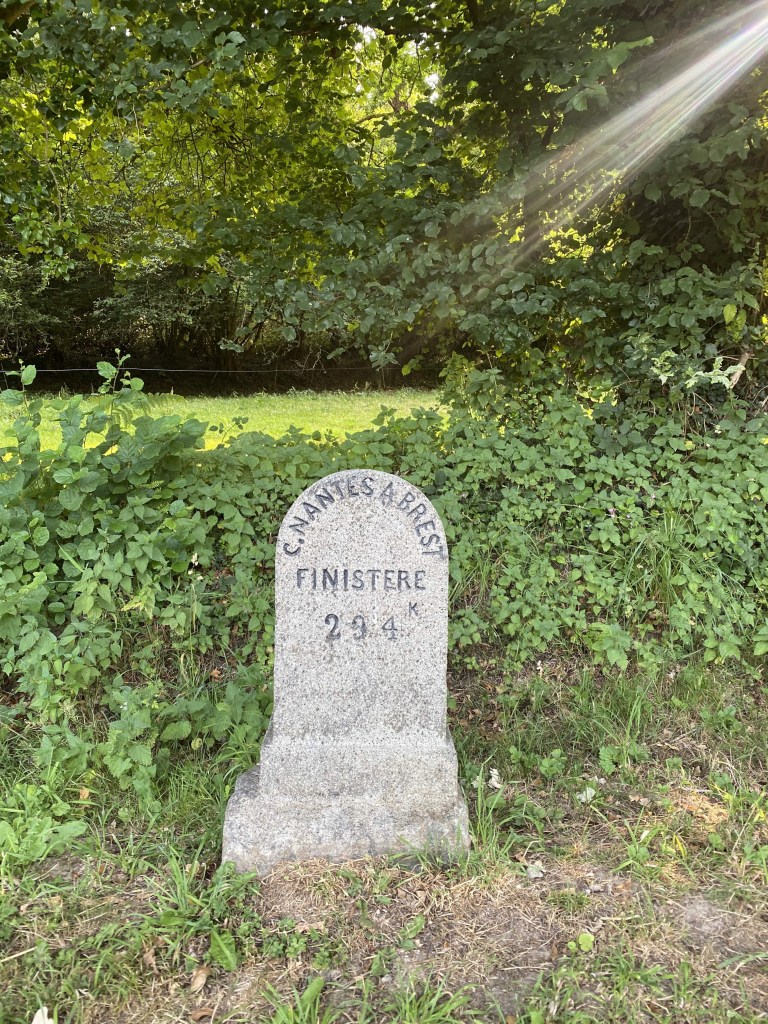 C. NANTES A BREST
FINISTERE
294 K